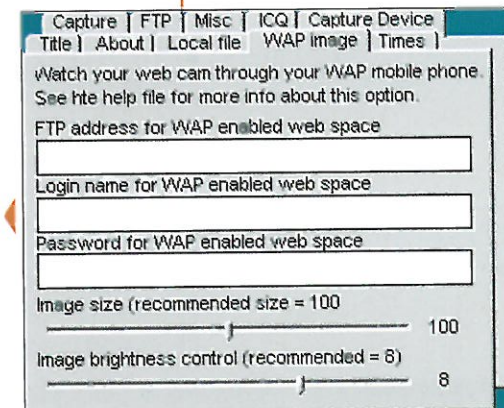 Capture FTP Misc ICQ Capture Device
Title About Local file WAP image Times
Watch your web cam through your WAP mobile phone.
See hte help file for more info about this option.
FTP address for WAP enabled web space
Login name for WAP enabled web space
Password for WAP enabled web space
Image size (recommended size = 100
100
Image brightness control (recommended = 8)
8